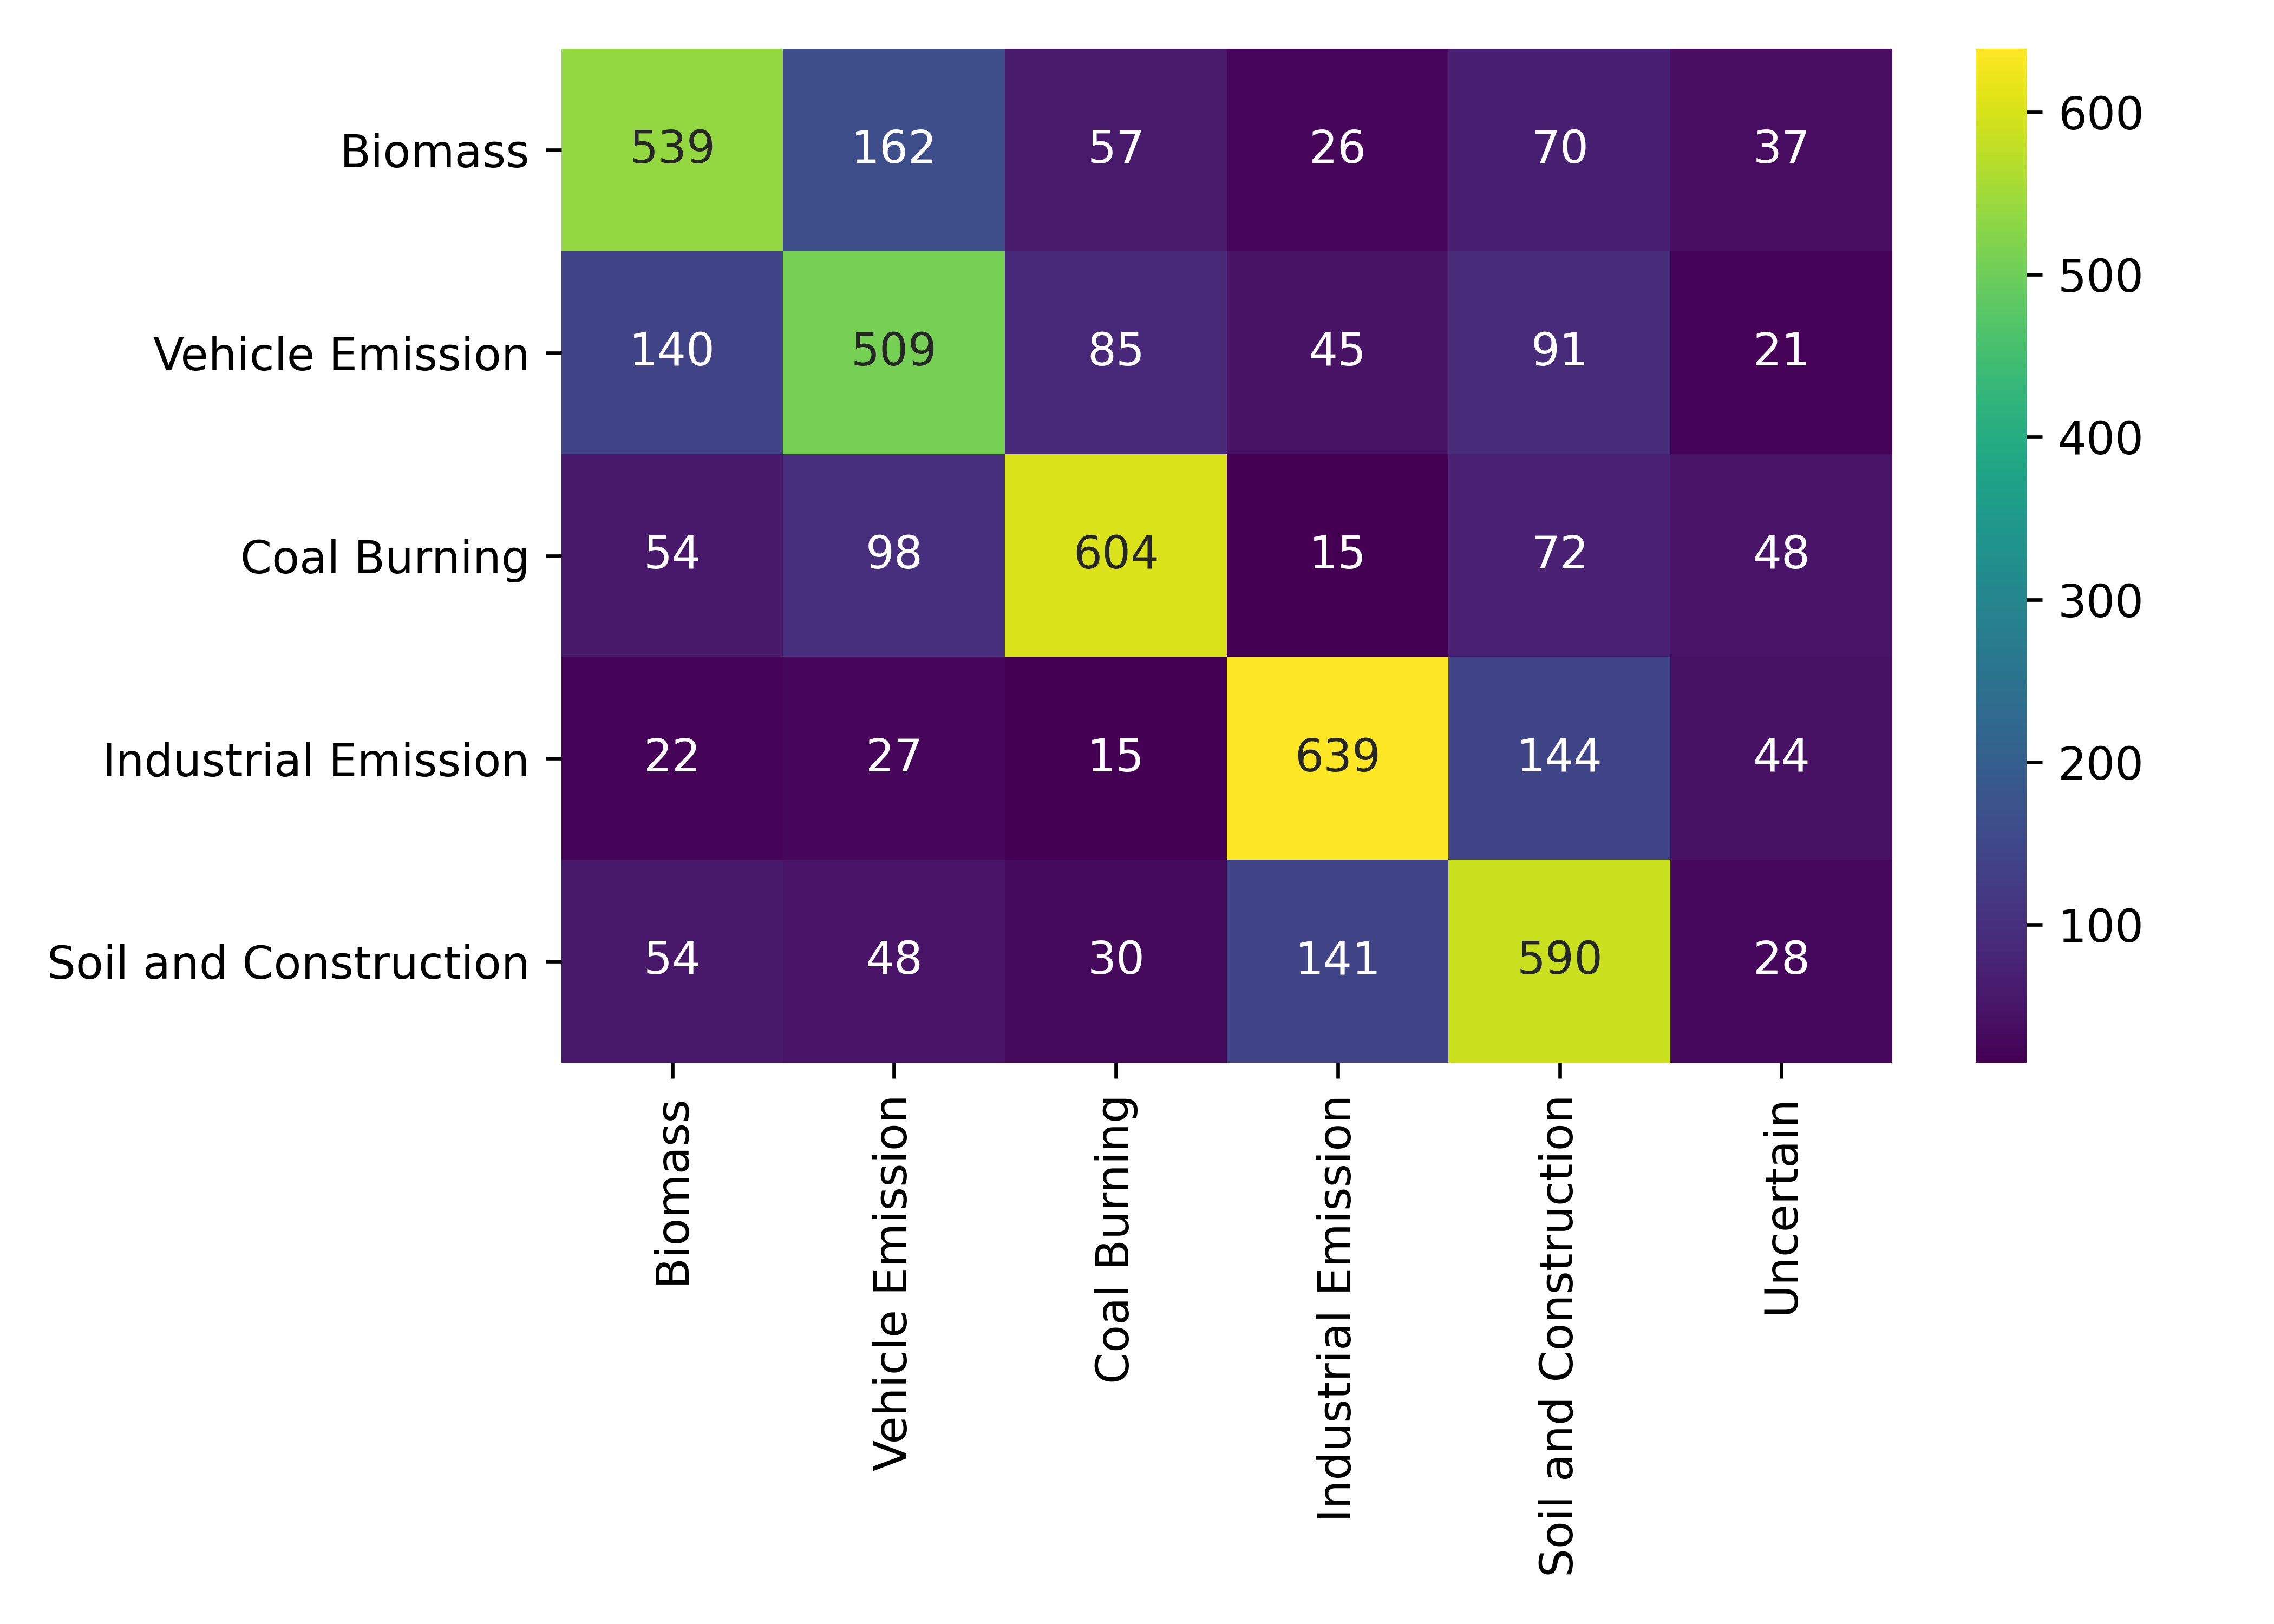 Biomass 539 162 57 26 70 37
Vehicle Emission 140 509 85 45 91 21
Coal Burning 54 98 604 15 72 48
Industrial Emission 22 27 15 639 144 44
Soil and Construction 54 48 30 141 590 28
Biomass
Vehicle Emission
Coal Burning
Industrial Emission
Soil and Construction
Uncertain
600
500
400
300
200
100